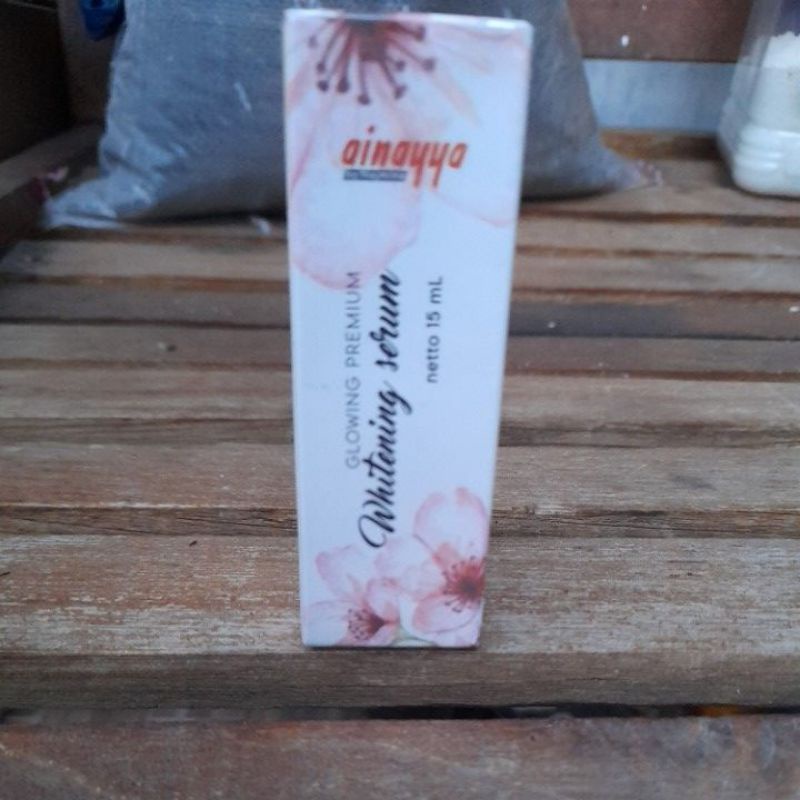 ainayya
GLOWING PREMIUM
Whitening serum
netto 15 mL